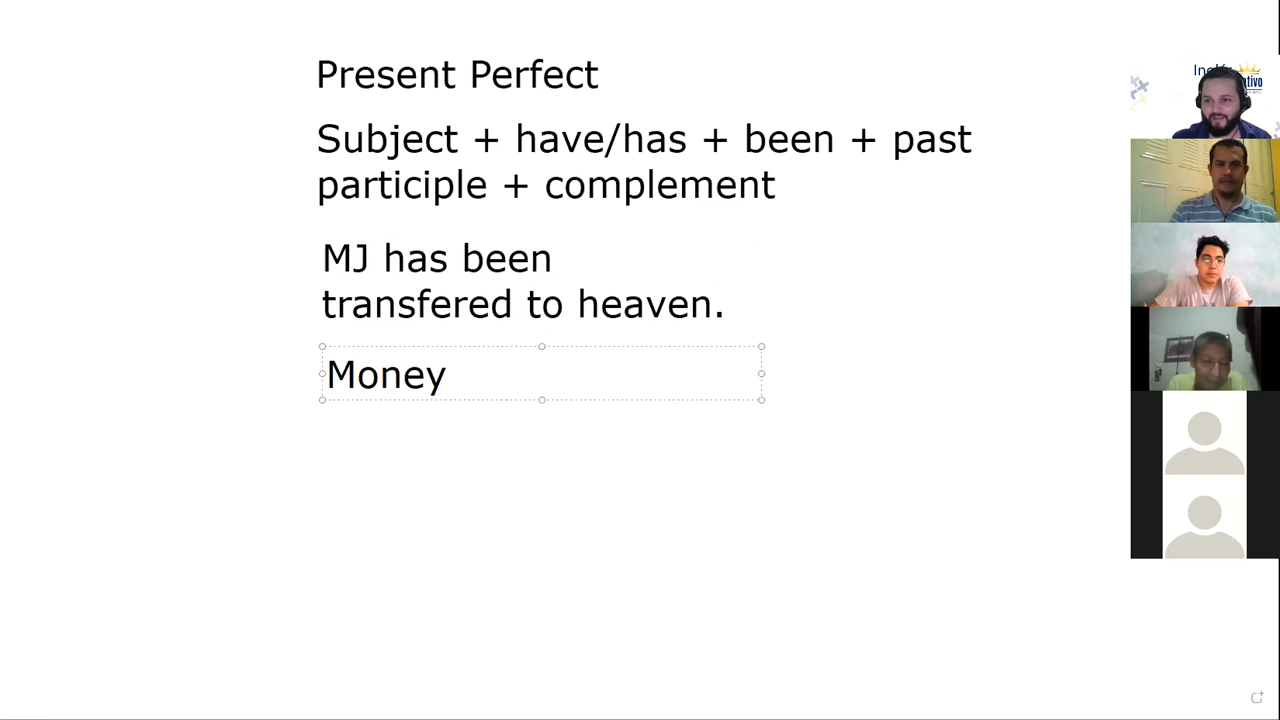 Present Perfect
Subject + have/has + been + past
participle + complement
MJ has been
transfered to heaven.
Money